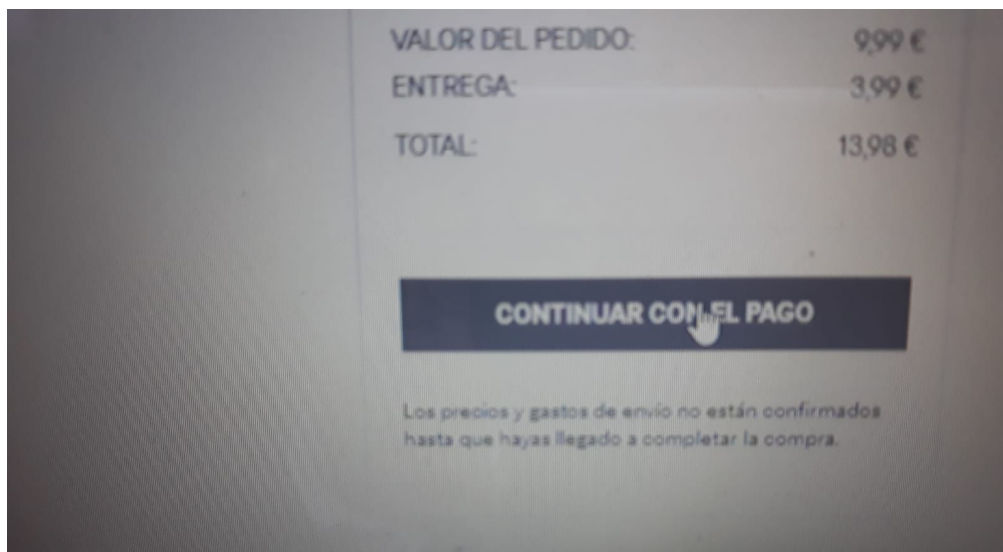 VALOR DEL PEDIDO: 9,99 €
ENTREGA: 3,99 €
TOTAL: 13,98 €
CONTINUAR CON EL PAGO
Los precios y gastos de envío no están confirmados
hasta que hayas llegado a completar la compra.